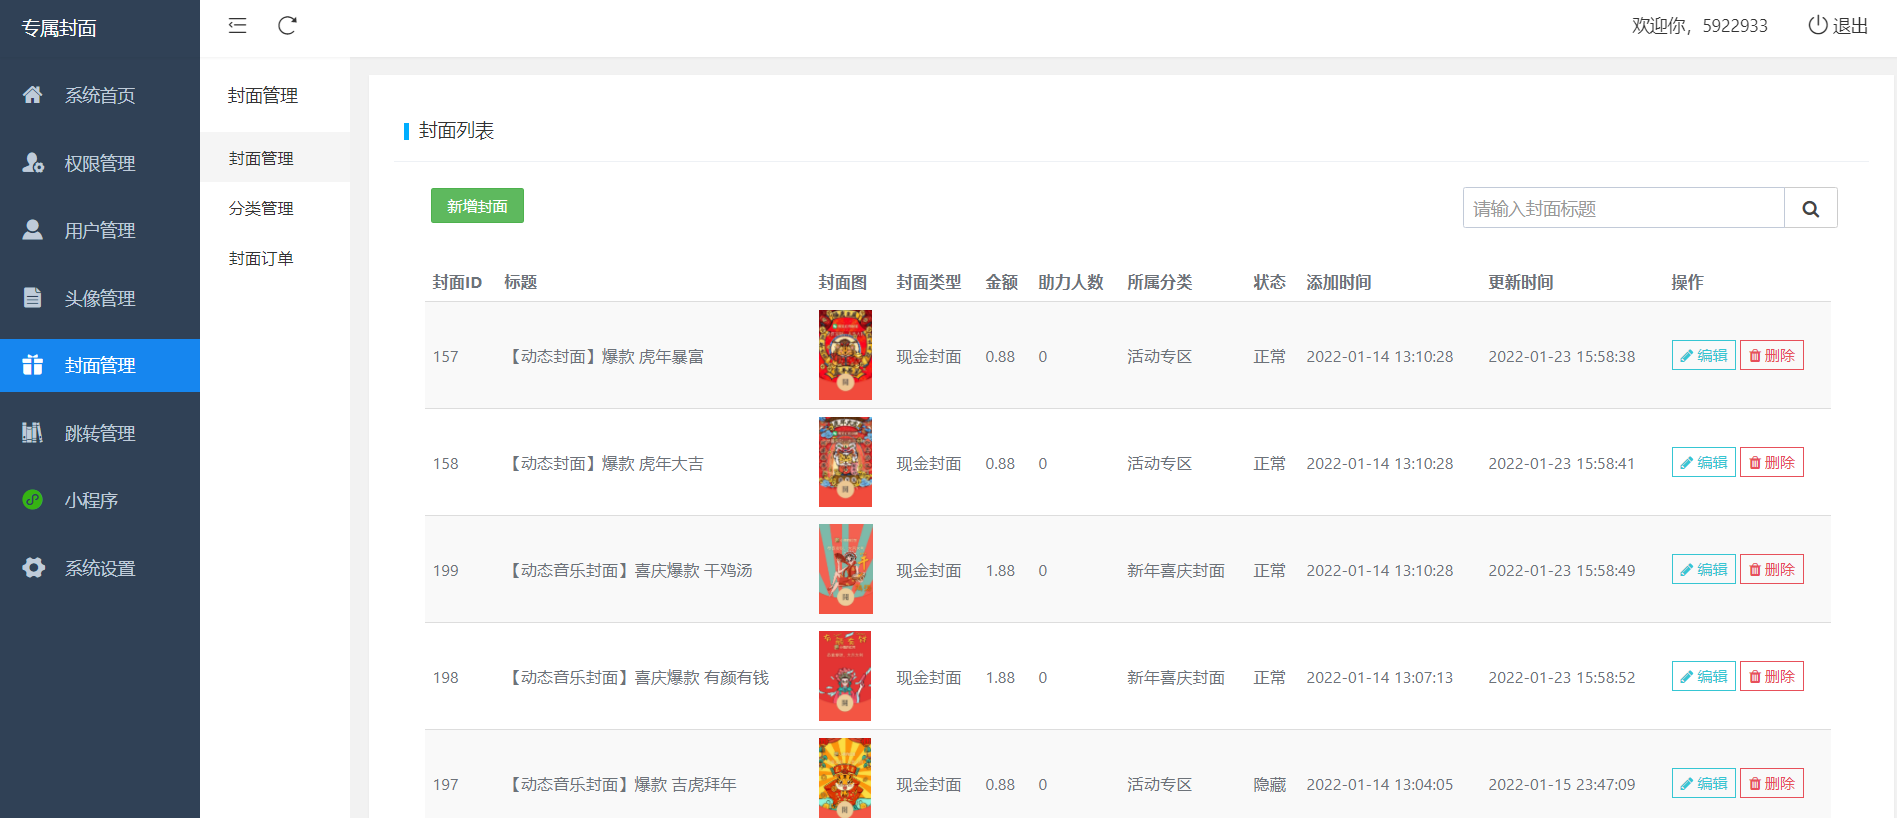 专属封面
欢迎你，5922933 退出
系统首页
权限管理
用户管理
头像管理
封面管理
跳转管理
小程序
系统设置
封面管理
封面管理
分类管理
封面订单
封面列表
新增封面
请输入封面标题
封面ID 标题 封面图 封面类型 金额 助力人数 所属分类 状态 添加时间 更新时间 操作
157 【动态封面】爆款 虎年暴富 现金封面 0.88 0 活动专区 正常 2022-01-14 13:10:28 2022-01-23 15:58:38 编辑 删除
158 【动态封面】爆款 虎年大吉 现金封面 0.88 0 活动专区 正常 2022-01-14 13:10:28 2022-01-23 15:58:41 编辑 删除
199 【动态音乐封面】喜庆爆款 干鸡汤 现金封面 1.88 0 新年喜庆封面 正常 2022-01-14 13:10:28 2022-01-23 15:58:49 编辑 删除
198 【动态音乐封面】喜庆爆款 有颜有钱 现金封面 1.88 0 新年喜庆封面 正常 2022-01-14 13:07:13 2022-01-23 15:58:52 编辑 删除
197 【动态音乐封面】爆款 吉虎拜年 现金封面 0.88 0 活动专区 隐藏 2022-01-14 13:04:05 2022-01-15 23:47:09 编辑 删除